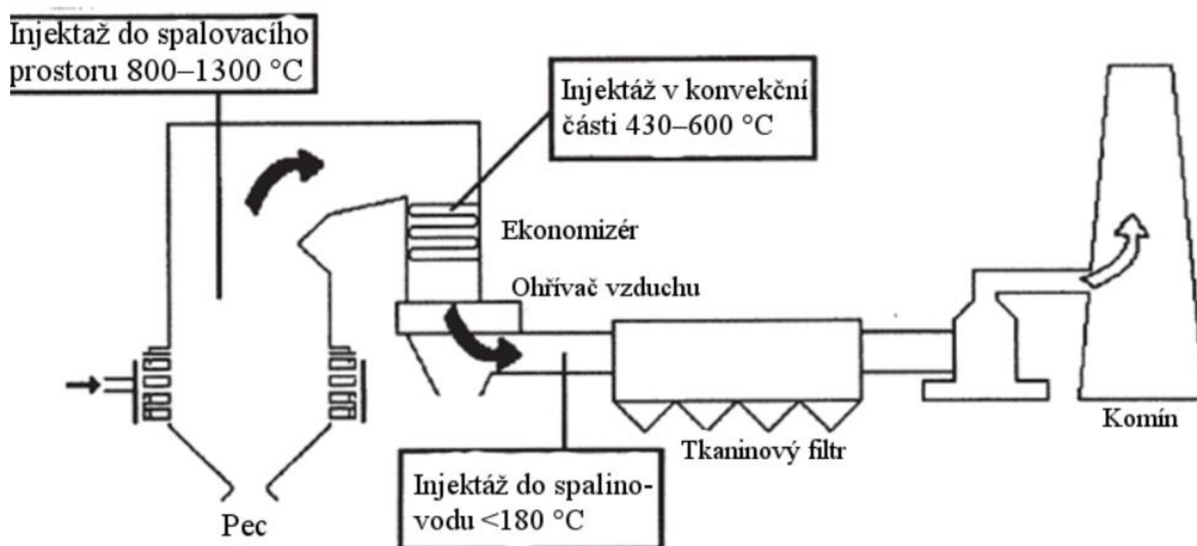 Injektaž do spalovacího
prostoru 800–1300 °C
Injektáž v konvekční
části 430–600 °C
Ekonomizér
Ohřívač vzduchu
Komín
Tkaninový filtr
Injektáž do spalino-
vodu <180 °C
Pec